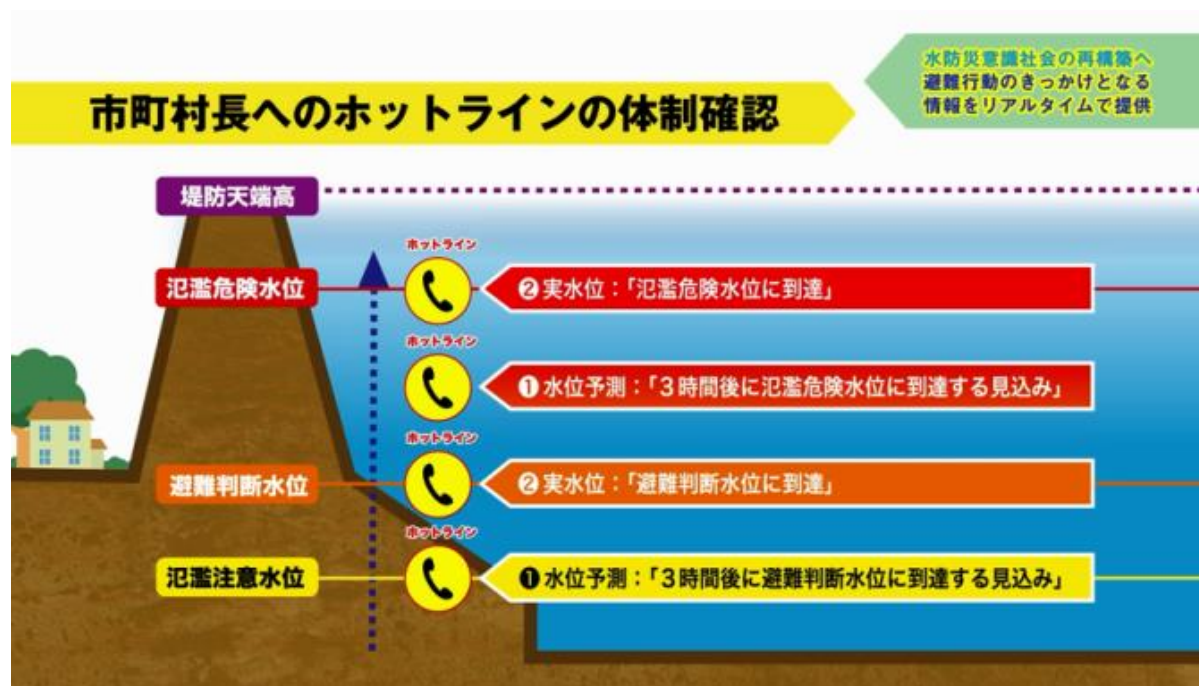 水防災意識社会の再構築へ
避難行動のきっかけとなる
情報をリアルタイムで提供
市町村長へのホットラインの体制確認
堤防天端高
ホットライン
氾濫危険水位
❷実水位：「氾濫危険水位に到達」
ホットライン
❶水位予測：「３時間後に氾濫危険水位に到達する見込み」
ホットライン
避難判断水位
❷実水位：「避難判断水位に到達」
ホットライン
氾濫注意水位
❶水位予測：「３時間後に避難判断水位に到達する見込み」